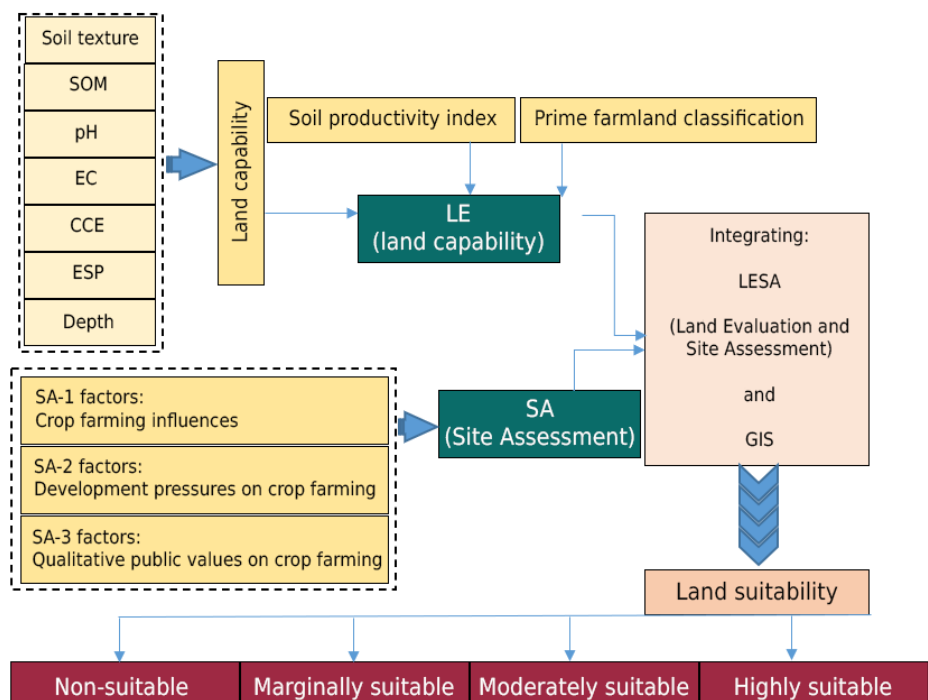 Soil texture
SOM
pH
EC
CCE
ESP
Depth
Land capability
Soil productivity index
Prime farmland classification
LE
(land capability)
Integrating:
LESA
(Land Evaluation and
Site Assessment)
and
GIS
SA-1 factors:
Crop farming influences
SA-2 factors:
Development pressures on crop farming
SA-3 factors:
Qualitative public values on crop farming
SA
(Site Assessment)
Land suitability
Non-suitable
Marginally suitable
Moderately suitable
Highly suitable